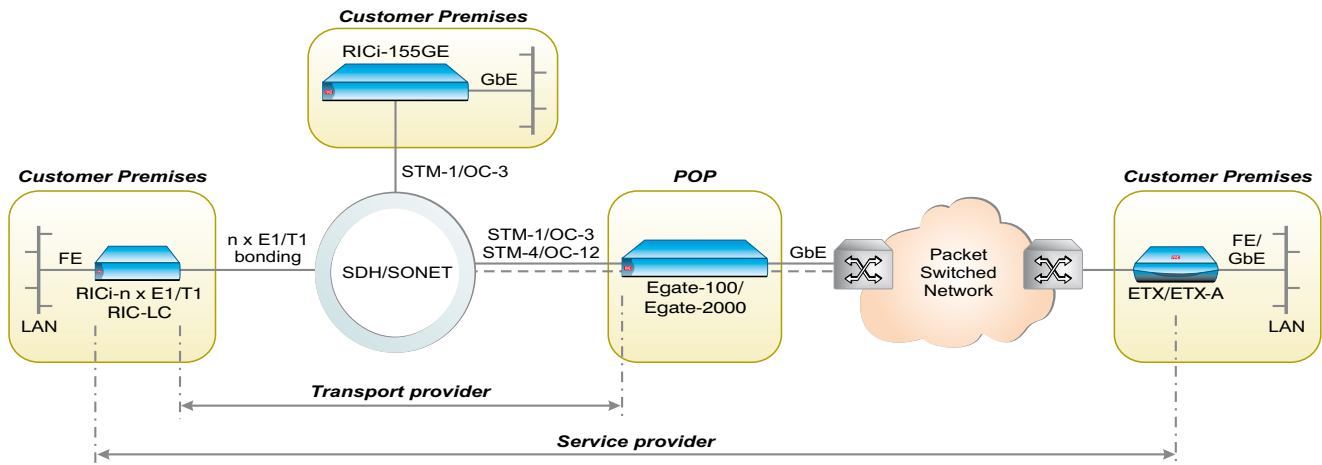 Customer Premises
RICi-155GE
GbE
STM-1/OC-3
Customer Premises
FE
RICi-n x E1/T1
RIC-LC
LAN
n x E1/T1
bonding
SDH/SONET
STM-1/OC-3
STM-4/OC-12
POP
Egate-100/
Egate-2000
GbE
Packet
Switched
Network
Customer Premises
FE/
GbE
ETX/ETX-A
LAN
Transport provider
Service provider